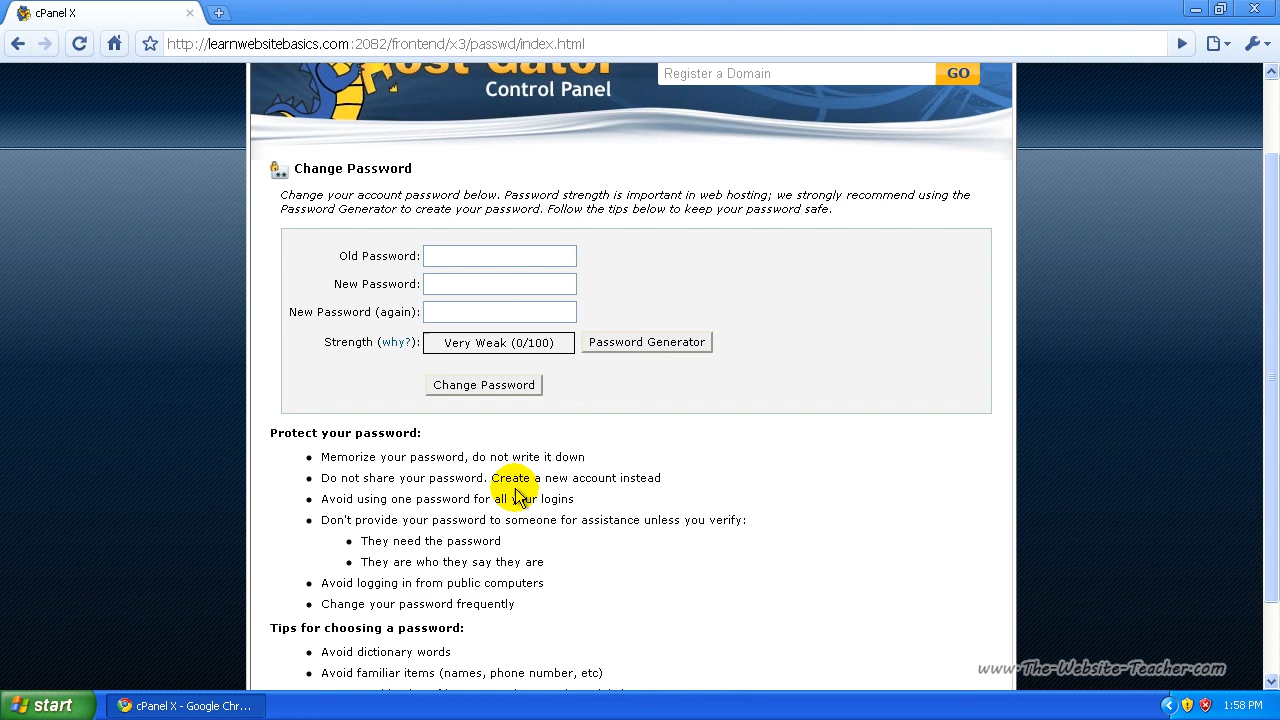 cPanel X
http://learnwebsitebasics.com:2082/frontend/x3/passwd/index.html
Host Gator
Register a Domain
GO
Control Panel
Change Password
Change your account password below. Password strength is important in web hosting; we strongly recommend using the
Password Generator to create your password. Follow the tips below to keep your password safe.
Old Password:
New Password:
New Password (again):
Strength (why?):
Very Weak (0/100)
Password Generator
Change Password
Protect your password:
Memorize your password, do not write it down
Do not share your password. Create a new account instead
Avoid using one password for all your logins
Don't provide your password to someone for assistance unless you verify:
They need the password
They are who they say they are
Avoid logging in from public computers
Change your password frequently
Tips for choosing a password:
Avoid dictionary words
Avoid familiar items (names, phone number, etc)
www.The-Website-Teacher.com
start
cPanel X - Google Chr...
1:58 PM